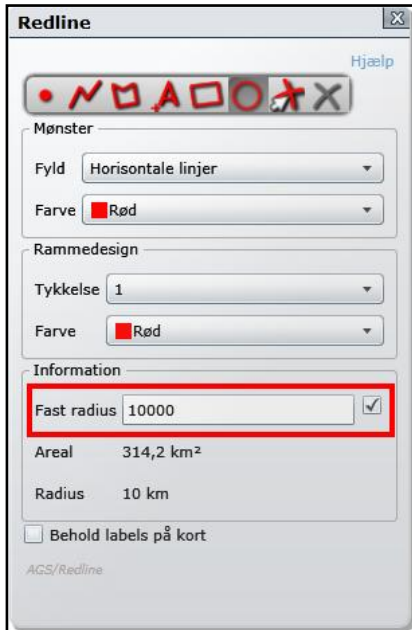 Redline
Hjælp
Mønster
Fyld Horisontale linjer
Farve Rød
Rammedesign
Tykkelse 1
Farve Rød
Information
Fast radius 10000
Areal 314,2 km²
Radius 10 km
Behold labels på kort
AGS/Redline